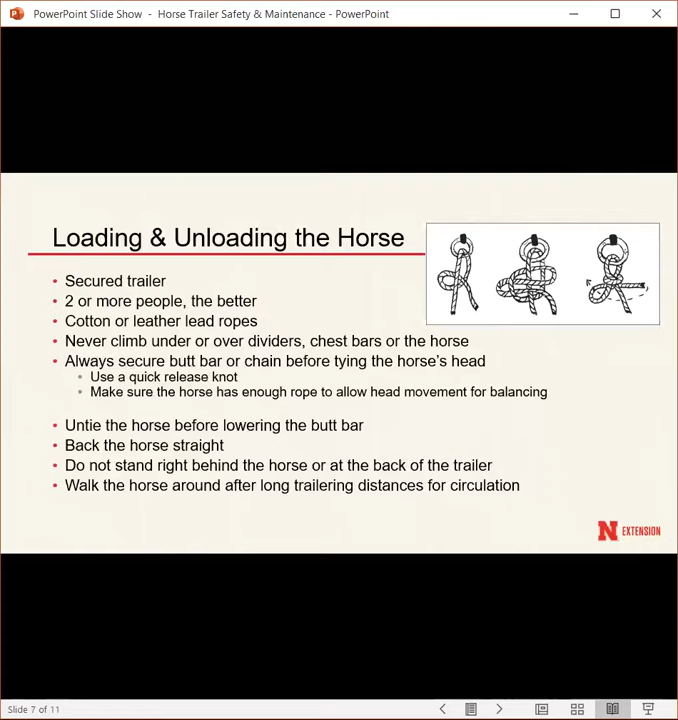 PowerPoint Slide Show - Horse Trailer Safety & Maintenance - PowerPoint
Loading & Unloading the Horse
• Secured trailer
• 2 or more people, the better
• Cotton or leather lead ropes
• Never climb under or over dividers, chest bars or the horse
• Always secure butt bar or chain before tying the horse's head
• Use a quick release knot
• Make sure the horse has enough rope to allow head movement for balancing
• Untie the horse before lowering the butt bar
• Back the horse straight
• Do not stand right behind the horse or at the back of the trailer
• Walk the horse around after long trailering distances for circulation
N EXTENSION
Slide 7 of 11